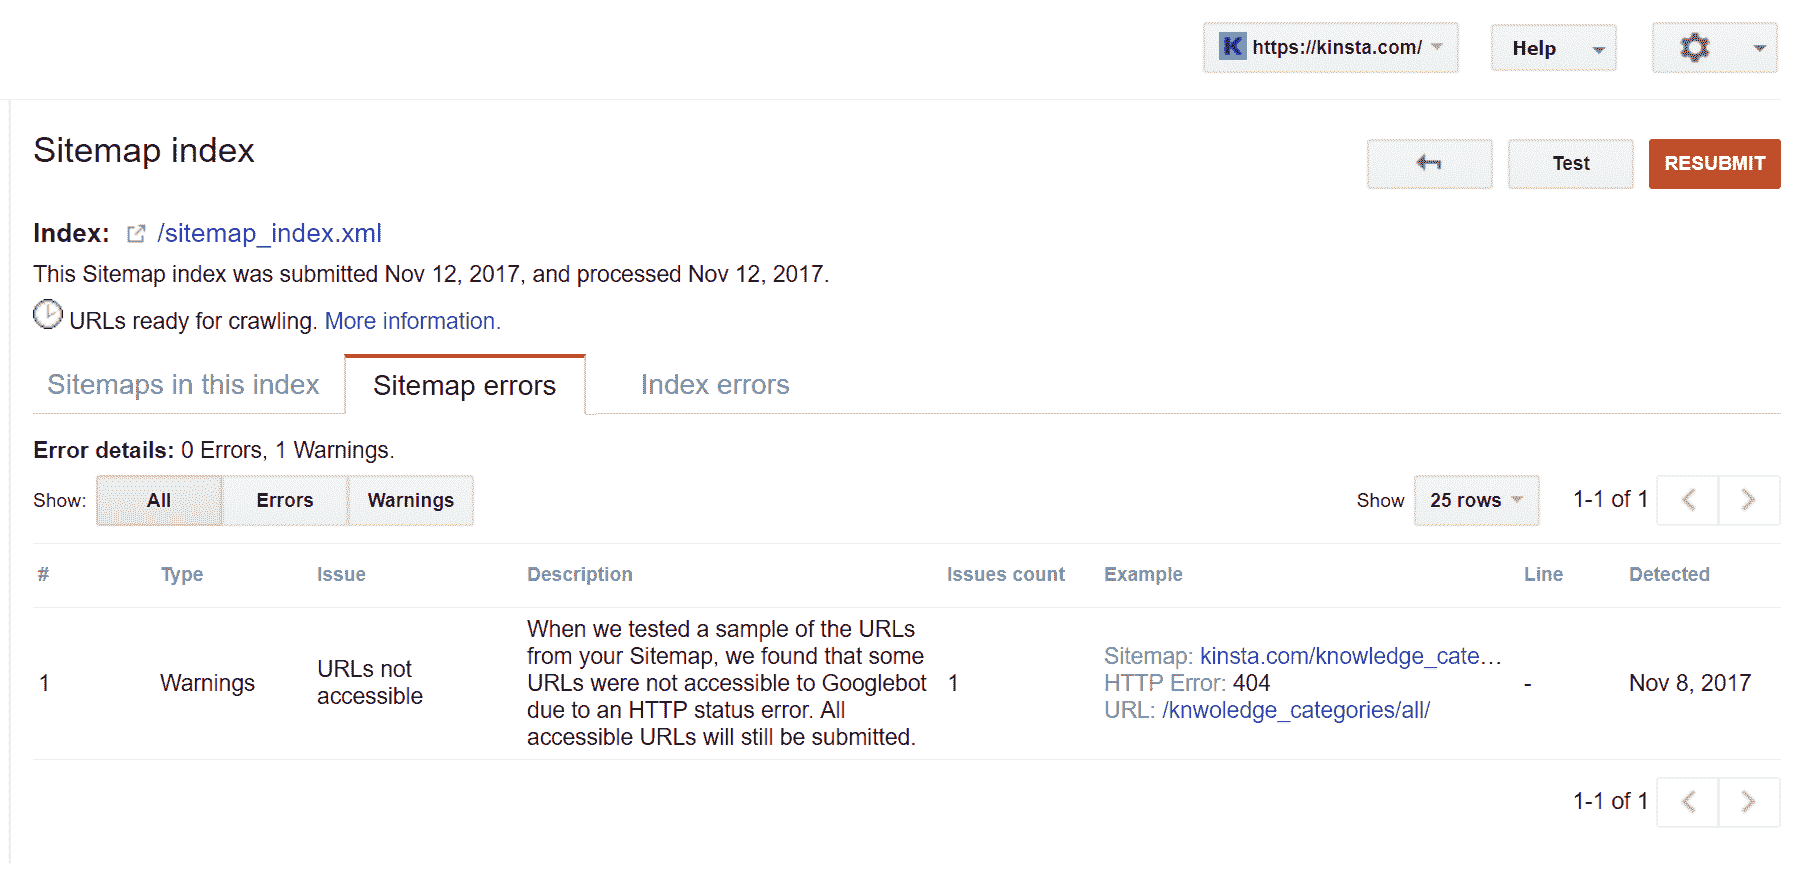 K https://kinsta.com/
Help
Sitemap index
Test
RESUBMIT
Index: /sitemap_index.xml
This Sitemap index was submitted Nov 12, 2017, and processed Nov 12, 2017.
URLs ready for crawling. More information.
Sitemaps in this index
Sitemap errors
Index errors
Error details: 0 Errors, 1 Warnings.
Show: All Errors Warnings
Show 25 rows 1-1 of 1
# Type Issue Description Issues count Example Line Detected
1
Warnings
URLs not
accessible
When we tested a sample of the URLs
from your Sitemap, we found that some
URLs were not accessible to Googlebot
due to an HTTP status error. All
accessible URLs will still be submitted.
1
Sitemap: kinsta.com/knowledge_cate...
HTTP Error: 404
URL: /knwoledge_categories/all/
-
Nov 8, 2017
1-1 of 1